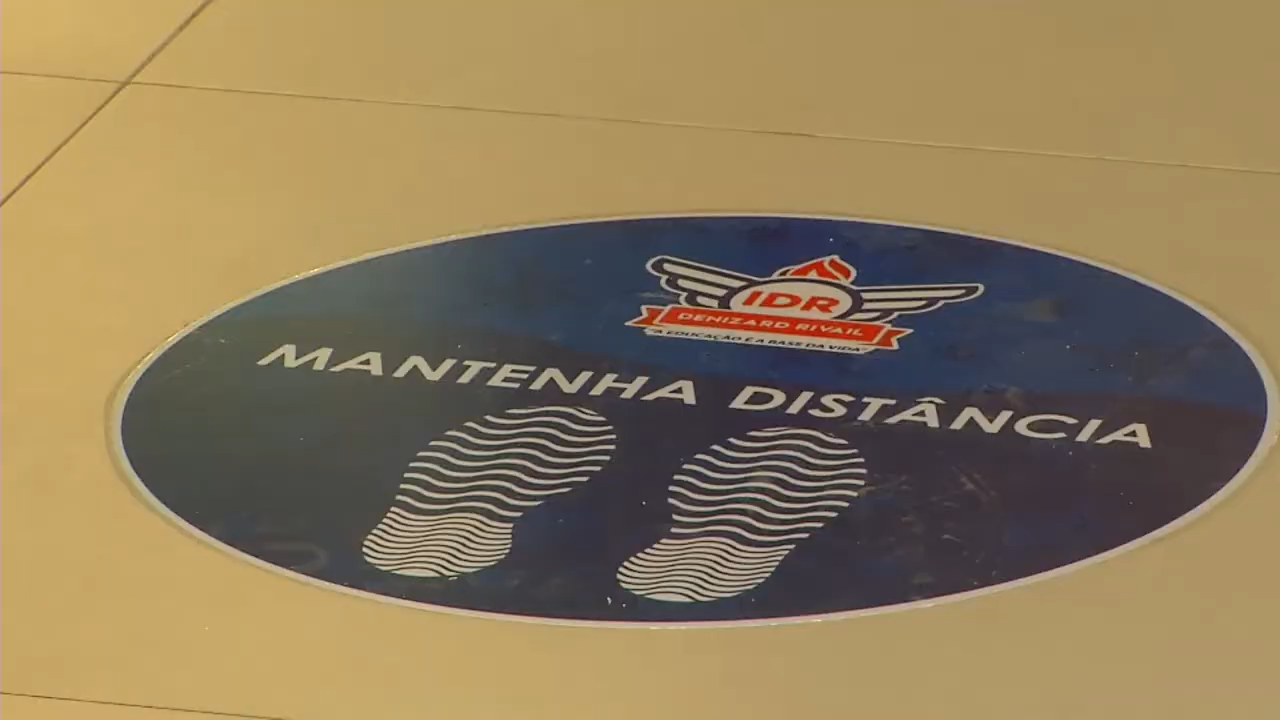 IDR
DENIZARD RIVAIL
"A EDUCAÇÃO É A BASE DA VIDA"
MANTENHA DISTÂNCIA